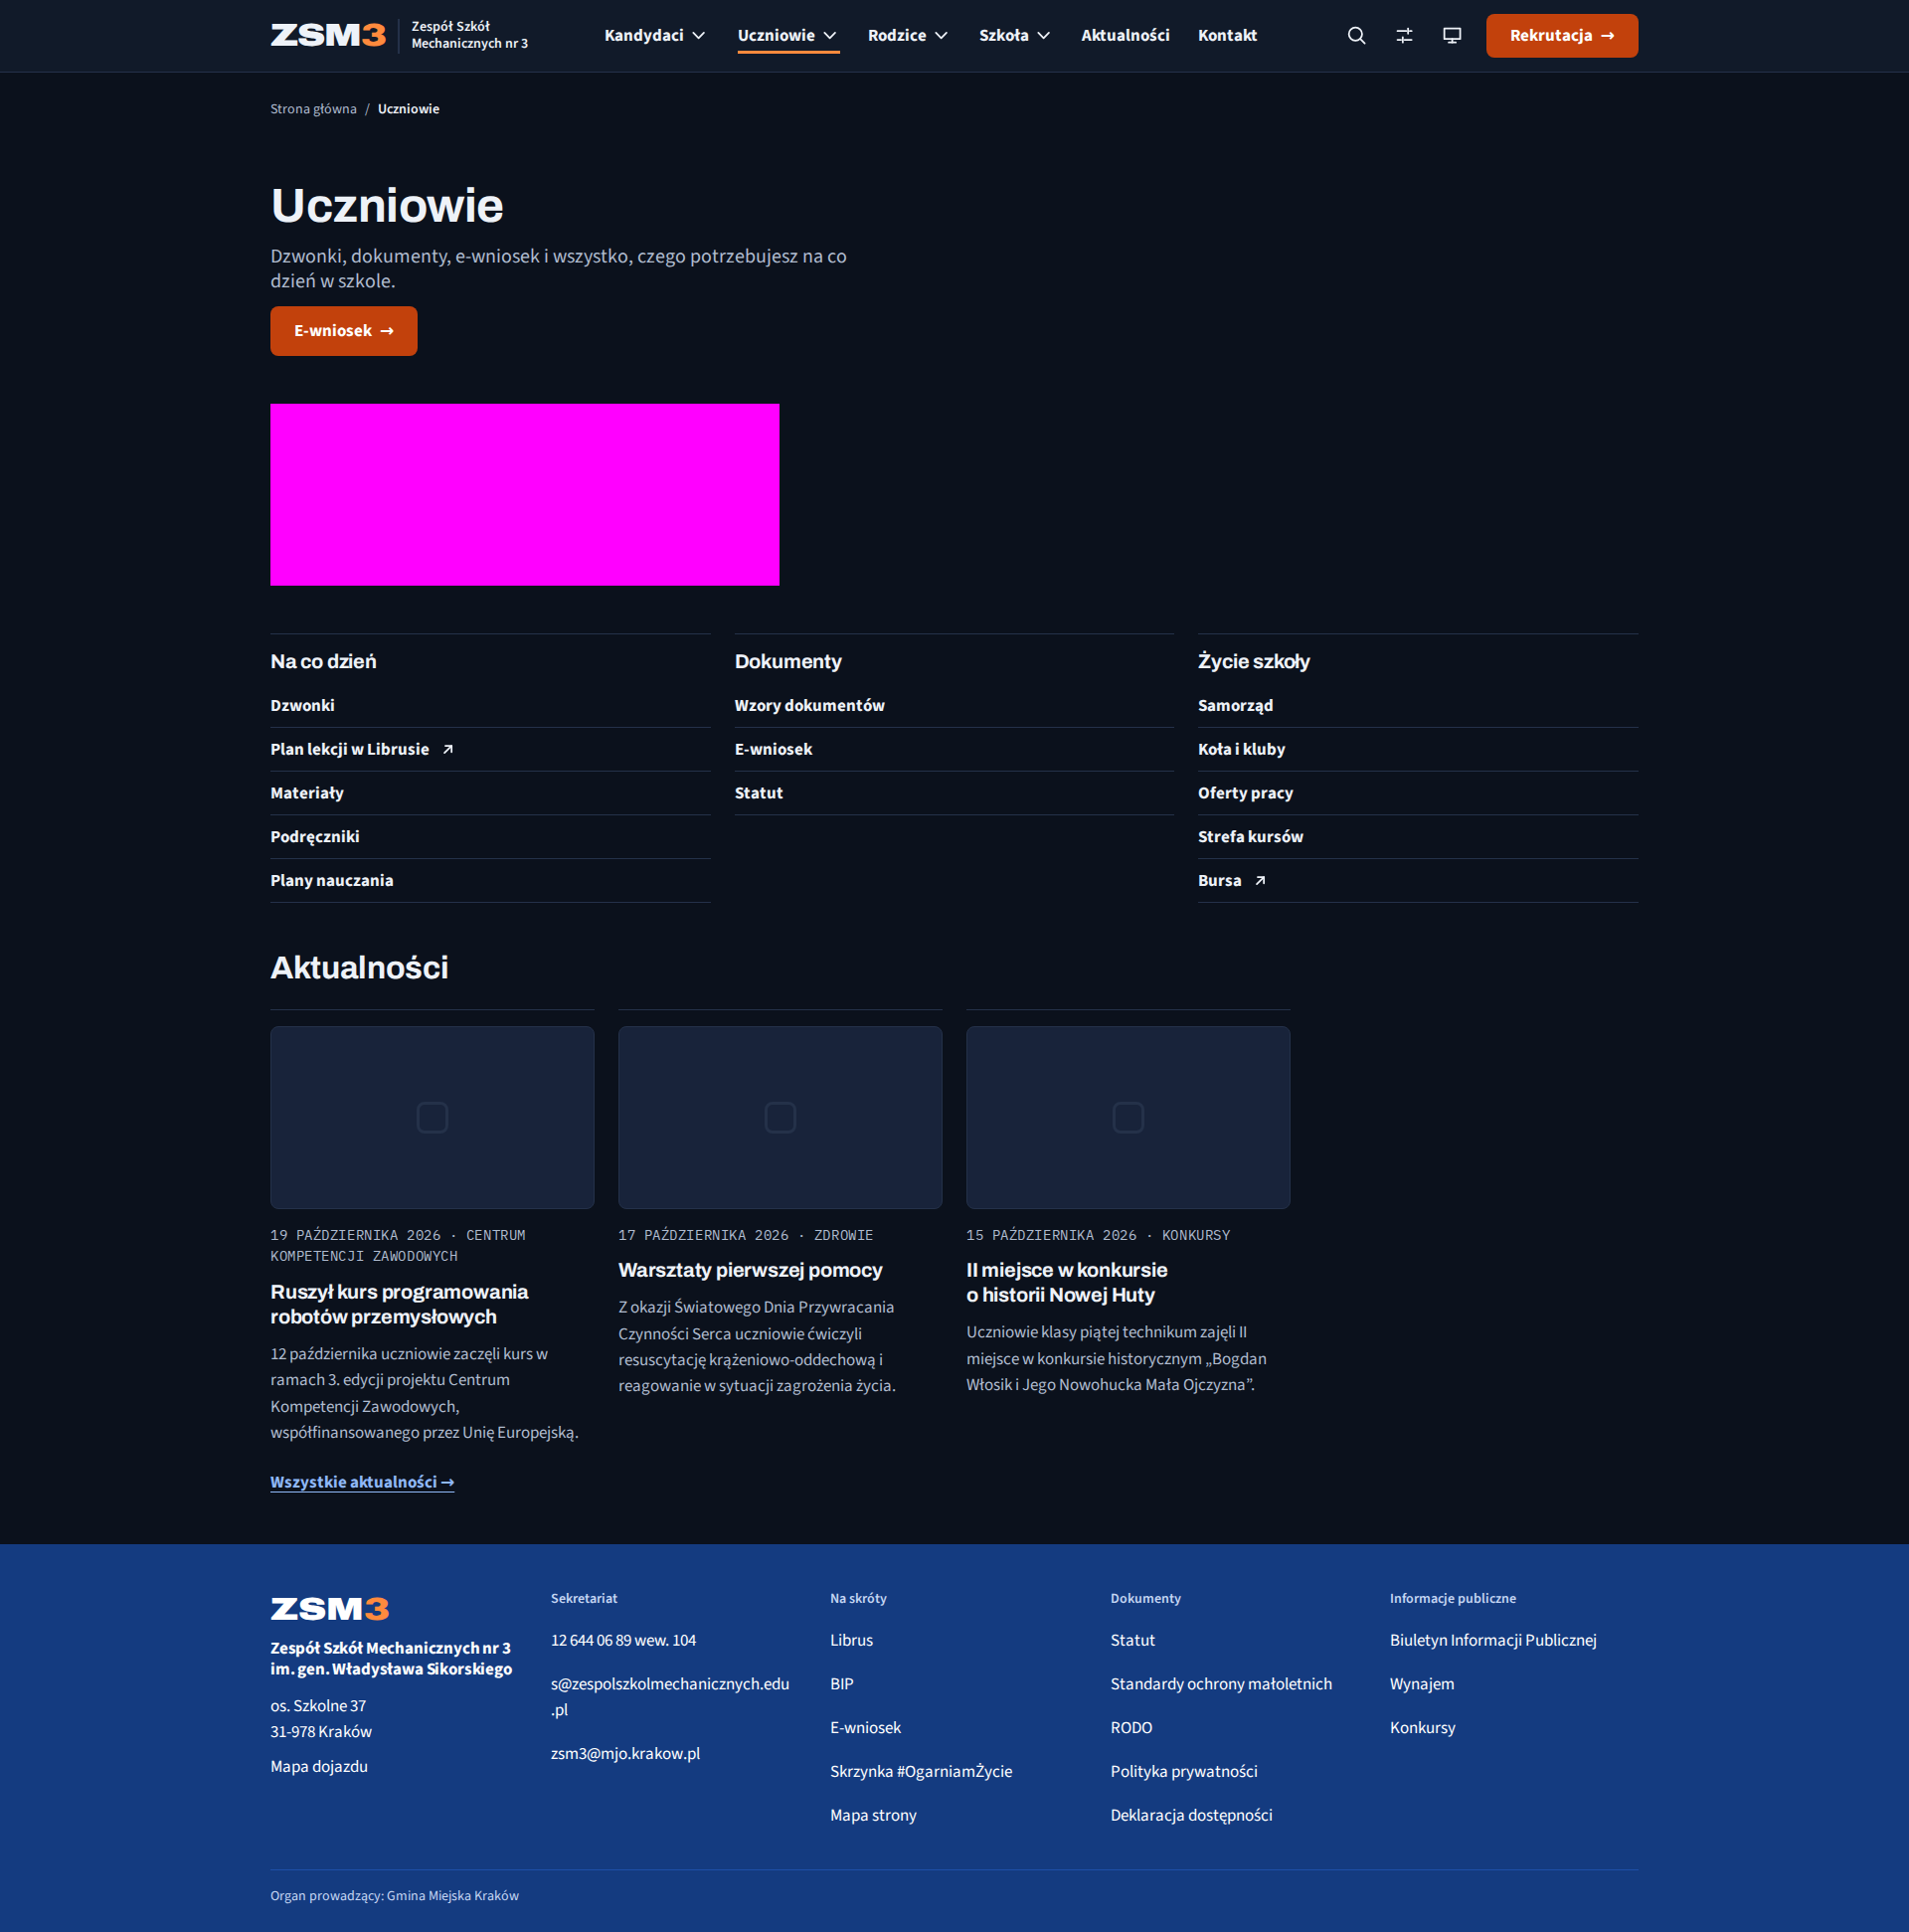 ZSM3
Zespół Szkół
Mechanicznych nr 3
Kandydaci
Uczniowie
Rodzice
Szkoła
Aktualności
Kontakt
Rekrutacja →
Strona główna / Uczniowie
Uczniowie
Dzwonki, dokumenty, e-wniosek i wszystko, czego potrzebujesz na co
dzień w szkole.
E-wniosek →
Na co dzień
Dzwonki
Plan lekcji w Librusie ↗
Materiały
Podręczniki
Plany nauczania
Dokumenty
Wzory dokumentów
E-wniosek
Statut
Życie szkoły
Samorząd
Koła i kluby
Oferty pracy
Strefa kursów
Bursa ↗
Aktualności
19 PAŹDZIERNIKA 2026 · CENTRUM
KOMPETENCJI ZAWODOWYCH
Ruszył kurs programowania
robotów przemysłowych
12 października uczniowie zaczęli kurs w
ramach 3. edycji projektu Centrum
Kompetencji Zawodowych,
współfinansowanego przez Unię Europejską.
17 PAŹDZIERNIKA 2026 · ZDROWIE
Warsztaty pierwszej pomocy
Z okazji Światowego Dnia Przywracania
Czynności Serca uczniowie ćwiczyli
resuscytację krążeniowo-oddechową i
reagowanie w sytuacji zagrożenia życia.
15 PAŹDZIERNIKA 2026 · KONKURSY
II miejsce w konkursie
o historii Nowej Huty
Uczniowie klasy piątej technikum zajęli II
miejsce w konkursie historycznym „Bogdan
Włosik i Jego Nowohucka Mała Ojczyzna”.
Wszystkie aktualności →
ZSM3
Zespół Szkół Mechanicznych nr 3
im. gen. Władysława Sikorskiego
os. Szkolne 37
31-978 Kraków
Mapa dojazdu
Sekretariat
12 644 06 89 wew. 104
s@zespolszkolmechanicznych.edu
.pl
zsm3@mjo.krakow.pl
Na skróty
Librus
BIP
E-wniosek
Skrzynka #OgarniamŻycie
Mapa strony
Dokumenty
Statut
Standardy ochrony małoletnich
RODO
Polityka prywatności
Deklaracja dostępności
Informacje publiczne
Biuletyn Informacji Publicznej
Wynajem
Konkursy
Organ prowadzący: Gmina Miejska Kraków